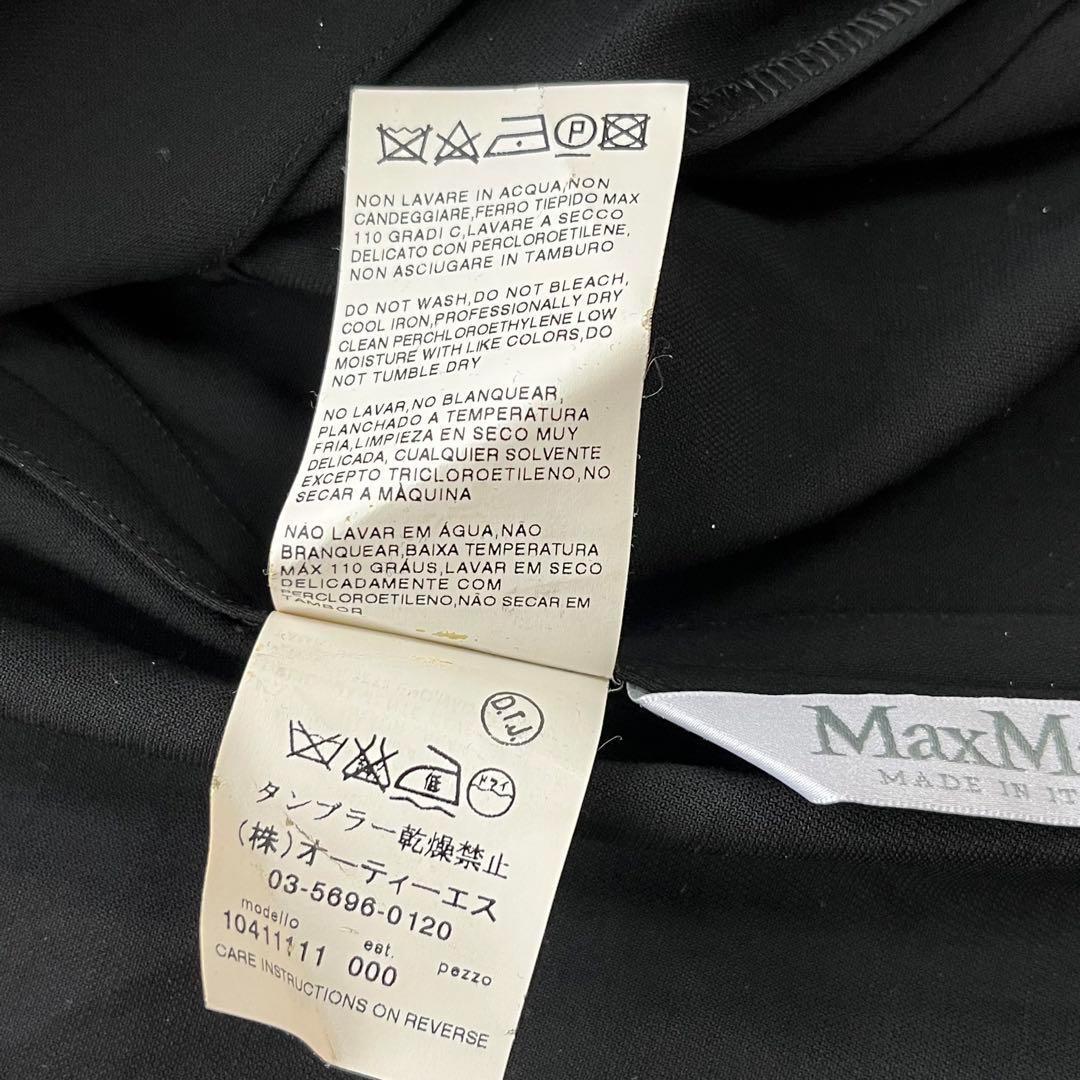 P
NON LAVARE IN ACQUA,NON
CANDEGGIARE,FERRO TIEPIDO MAX
110 GRADI C,LAVARE A SECCO
DELICATO CON PERCLOROETILENE,
NON ASCIUGARE IN TAMBURO
DO NOT WASH,DO NOT BLEACH,
COOL IRON,PROFESSIONALLY DRY
CLEAN PERCHLOROETHYLENE LOW
MOISTURE WITH LIKE COLORS,DO
NOT TUMBLE DRY
NO LAVAR,NO BLANQUEAR,
PLANCHADO A TEMPERATURA
FRIA,LIMPIEZA EN SECO MUY
DELICADA, CUALQUIER SOLVENTE
EXCEPTO TRICLOROETILENO,NO
SECAR A MÀQUINA
NÃO LAVAR EM ÁGUA,NÃO
BRANQUEAR,BAIXA TEMPERATURA
MÁX 110 GRÁUS,LAVAR EM SECO
DELICADAMENTE COM
PERCLOROETILENO,NÃO SECAR EM
TAMBOR
D.r.J.
低 ドライ
タンブラー乾燥禁止
(株)オーティーエス
03-5696-0120
modello est. pezzo
10411111 000
CARE INSTRUCTIONS ON REVERSE
MaxM
MADE IN IT